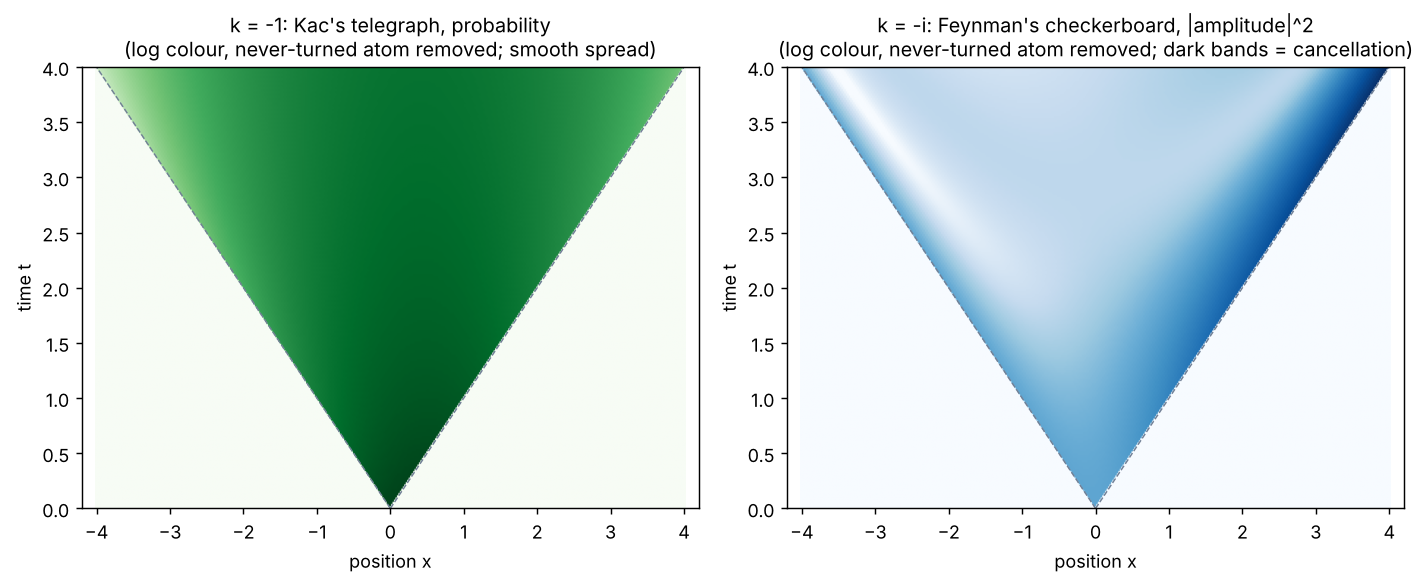 k = -1: Kac's telegraph, probability
(log colour, never-turned atom removed; smooth spread)
4.0
3.5
3.0
2.5
2.0
1.5
1.0
0.5
0.0
time t
−4 −3 −2 −1 0 1 2 3 4
position x
k = -i: Feynman's checkerboard, |amplitude|^2
(log colour, never-turned atom removed; dark bands = cancellation)
4.0
3.5
3.0
2.5
2.0
1.5
1.0
0.5
0.0
time t
−4 −3 −2 −1 0 1 2 3 4
position x